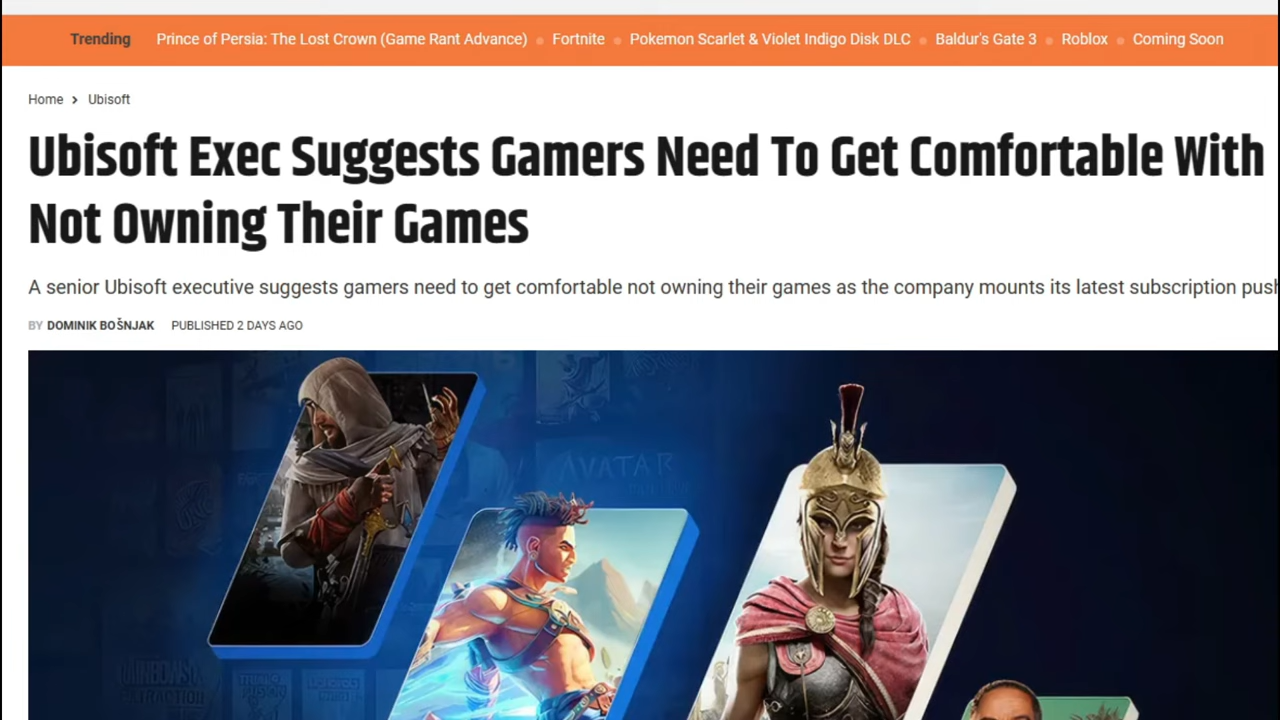 Trending Prince of Persia: The Lost Crown (Game Rant Advance) Fortnite Pokemon Scarlet & Violet Indigo Disk DLC Baldur's Gate 3 Roblox Coming Soon
Home > Ubisoft
Ubisoft Exec Suggests Gamers Need To Get Comfortable With
Not Owning Their Games
A senior Ubisoft executive suggests gamers need to get comfortable not owning their games as the company mounts its latest subscription push
BY DOMINIK BOŠNJAK PUBLISHED 2 DAYS AGO
AVATAR